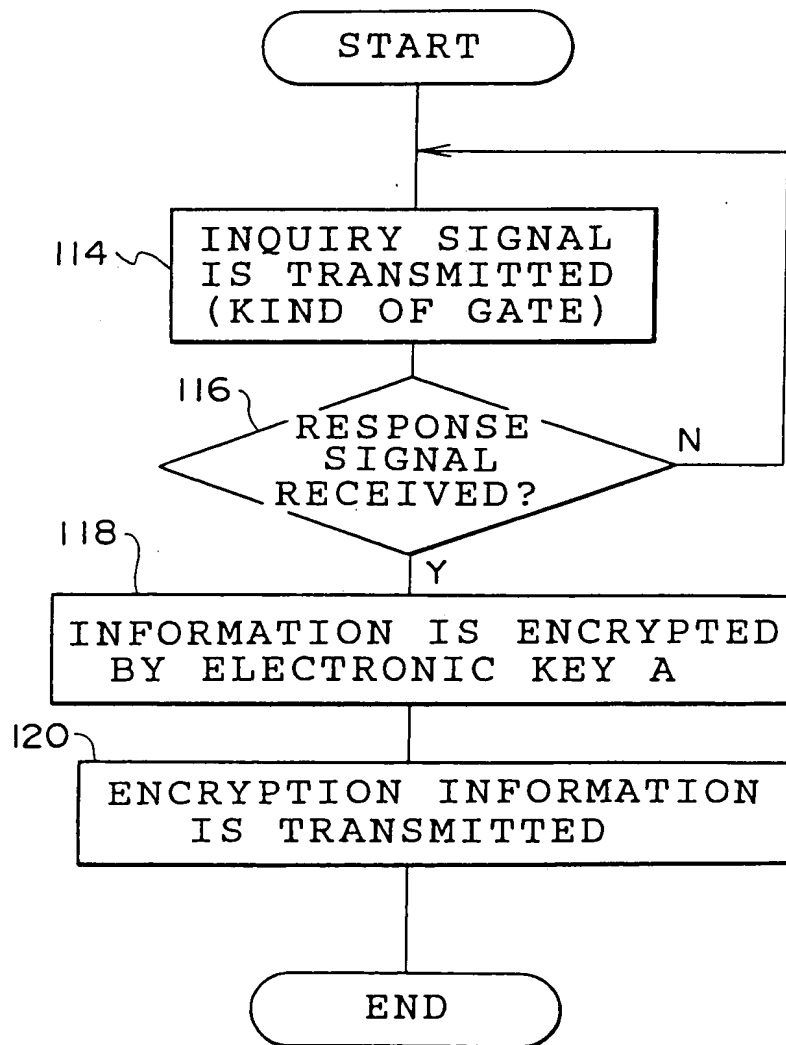 START
114
INQUIRY SIGNAL
IS TRANSMITTED
(KIND OF GATE)
116
RESPONSE
SIGNAL
RECEIVED?
N
Y
118
INFORMATION IS ENCRYPTED
BY ELECTRONIC KEY A
120
ENCRYPTION INFORMATION
IS TRANSMITTED
END